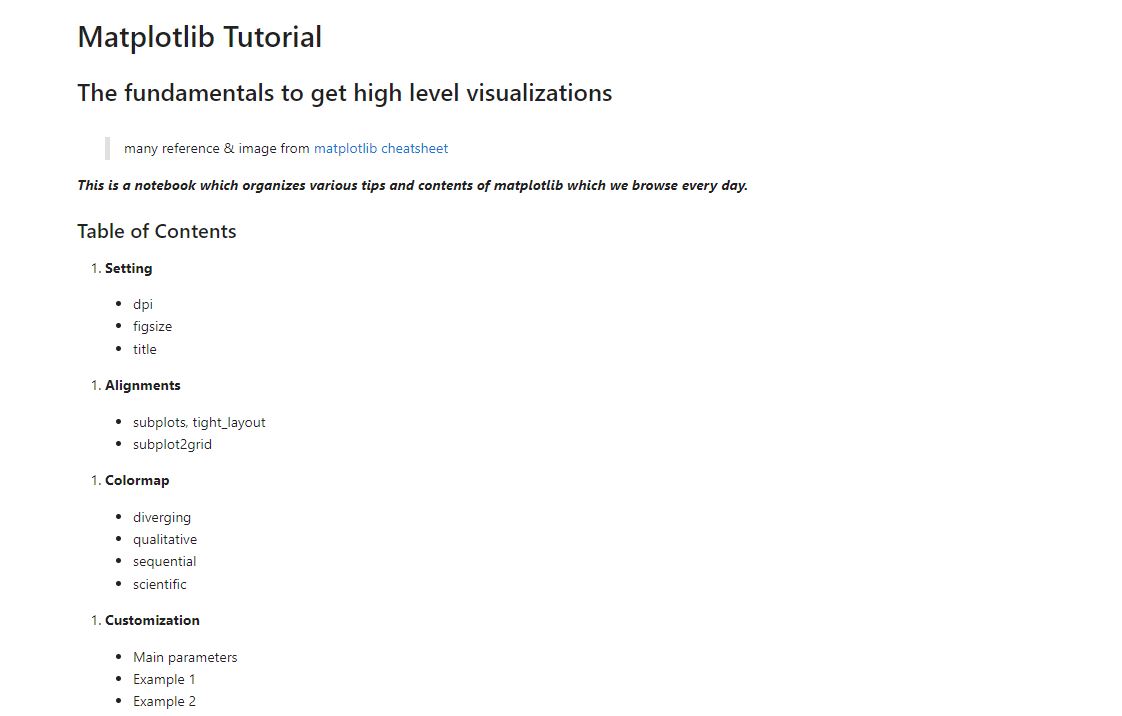 Matplotlib Tutorial
The fundamentals to get high level visualizations
many reference & image from matplotlib cheatsheet
This is a notebook which organizes various tips and contents of matplotlib which we browse every day.
Table of Contents
1. Setting
• dpi
• figsize
• title
1. Alignments
• subplots, tight_layout
• subplot2grid
1. Colormap
• diverging
• qualitative
• sequential
• scientific
1. Customization
• Main parameters
• Example 1
• Example 2